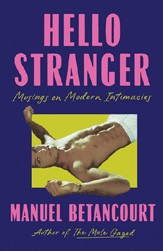 HELLO
STRANGER
Musings on Modern Intimacies
MANUEL BETANCOURT
Author of The Male Gazed